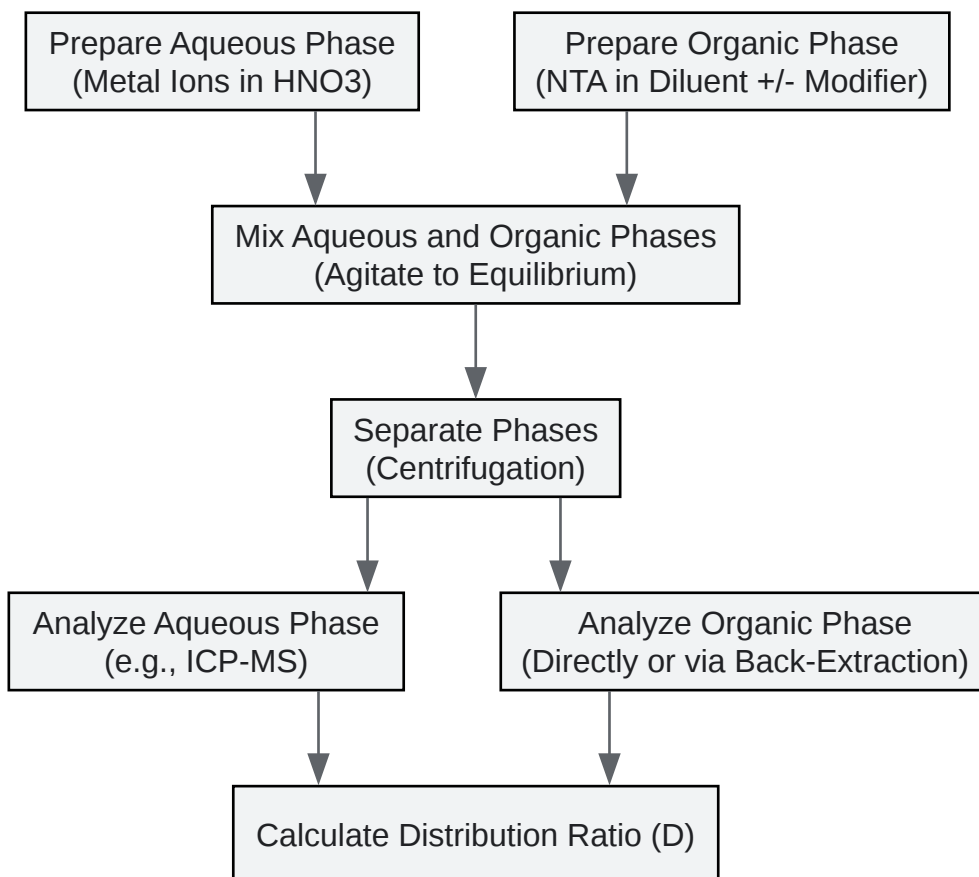 Prepare Aqueous Phase
(Metal Ions in HNO3)
Prepare Organic Phase
(NTA in Diluent +/- Modifier)
Mix Aqueous and Organic Phases
(Agitate to Equilibrium)
Separate Phases
(Centrifugation)
Analyze Aqueous Phase
(e.g., ICP-MS)
Analyze Organic Phase
(Directly or via Back-Extraction)
Calculate Distribution Ratio (D)